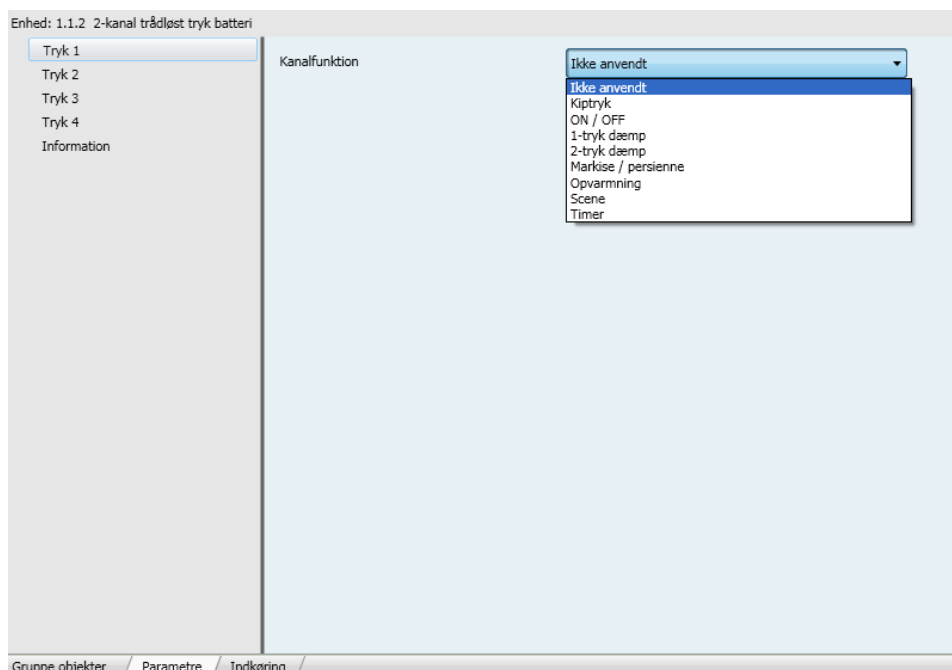 Enhed: 1.1.2 2-kanal trådløst tryk batteri
Tryk 1
Tryk 2
Tryk 3
Tryk 4
Information
Kanalfunktion
Ikke anvendt
Ikke anvendt
Kiptryk
ON / OFF
1-tryk dæmp
2-tryk dæmp
Markise / persienne
Opvarmning
Scene
Timer
Gruppe objekter / Parametre / Indkøring /